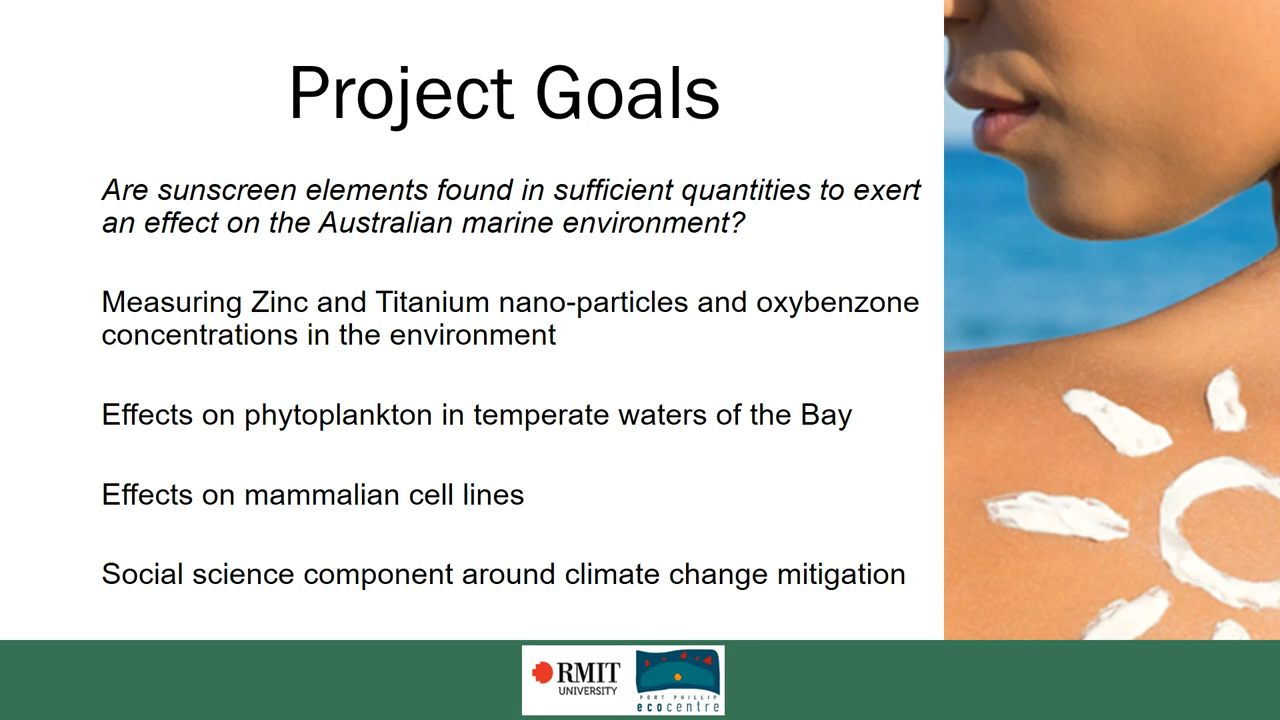 Project Goals
Are sunscreen elements found in sufficient quantities to exert
an effect on the Australian marine environment?
Measuring Zinc and Titanium nano-particles and oxybenzone
concentrations in the environment
Effects on phytoplankton in temperate waters of the Bay
Effects on mammalian cell lines
Social science component around climate change mitigation
RMIT
UNIVERSITY
PORT PHILLIP
ecocentre